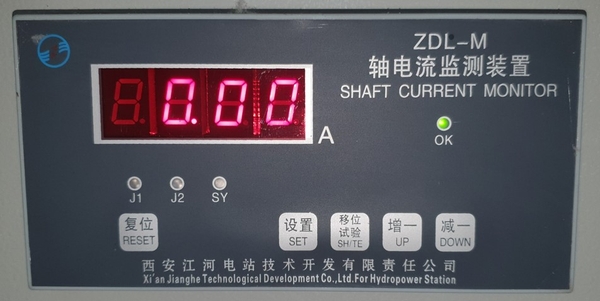 ZDL-M
轴电流监测装置
SHAFT CURRENT MONITOR
0.00 A
OK
J1 J2 SY
复位 RESET
设置 SET
移位 试验 SH/TE
增一 UP
减一 DOWN
西安江河电站技术开发有限责任公司
Xi'an Jianghe Technological Development Co.,Ltd.For Hydropower Station